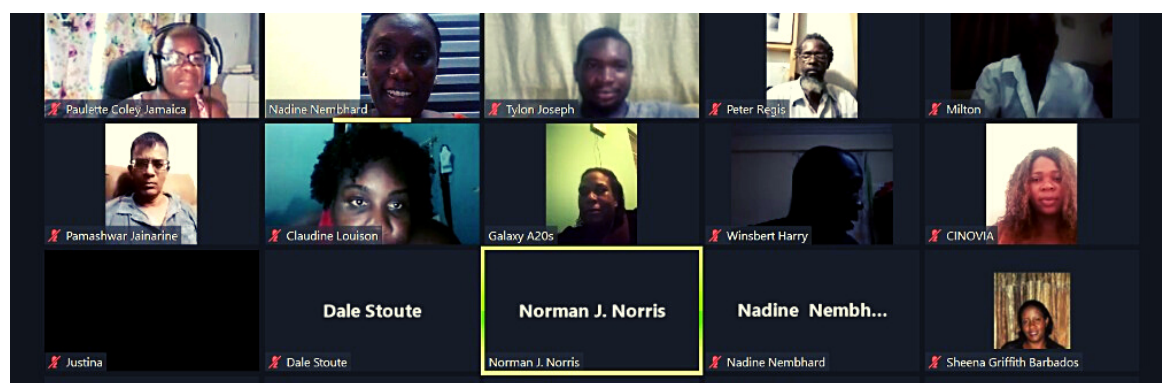 Paulette Coley Jamaica
Nadine Nembhard
Tylon Joseph
Peter Regis
Milton
Pamashwar Jainarine
Claudine Louison
Galaxy A20s
Winsbert Harry
CINOVIA
Dale Stoute
Norman J. Norris
Nadine Nembh...
Justina
Dale Stoute
Norman J. Norris
Nadine Nembhard
Sheena Griffith Barbados